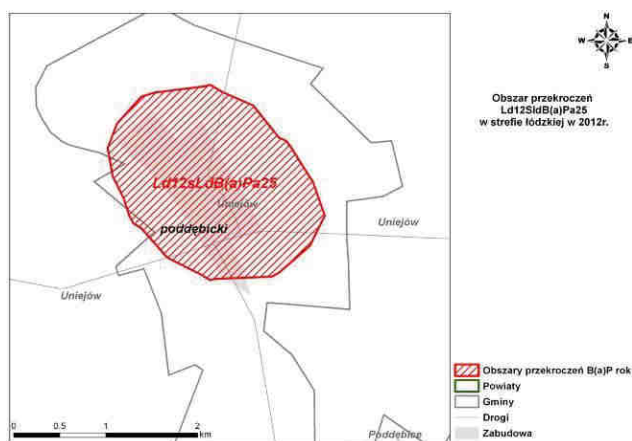 N
W E
S
Obszar przekroczeń
Ld12SldB(a)Pa25
w strefie łódzkiej w 2012r.
Ld12sLdB(a)Pa25
Uniejów
Uniejów
poddębicki
Uniejów
Obszary przekroczeń B(a)P rok
Powiaty
Gminy
Drogi
Zabudowa
0 0.5 1 2
km
Poddębice